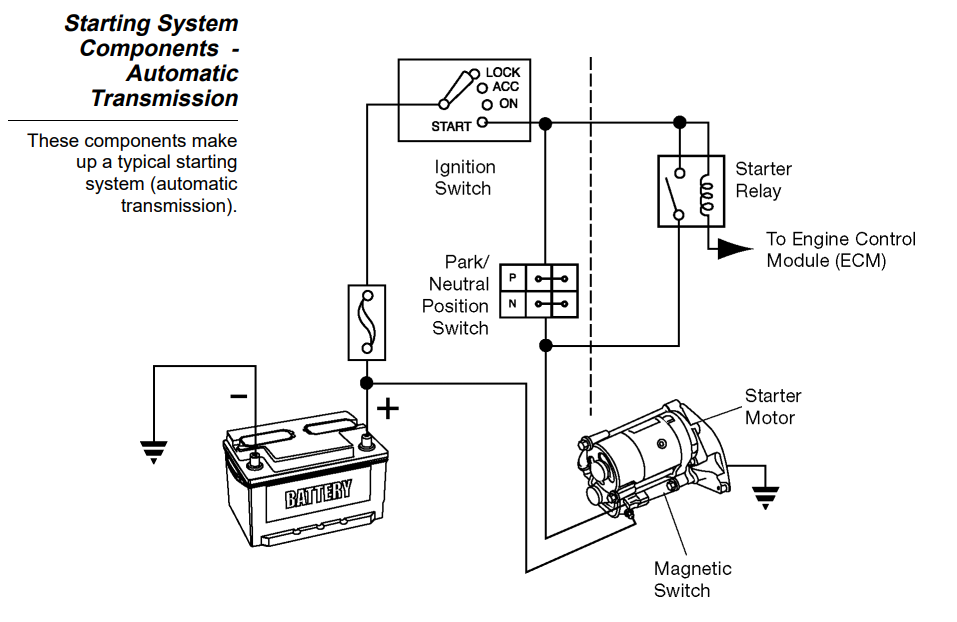 Starting System
Components -
Automatic
Transmission
These components make
up a typical starting
system (automatic
transmission).
LOCK
ACC
ON
START
Ignition
Switch
Starter
Relay
To Engine Control
Module (ECM)
Park/
Neutral
Position
Switch
P
N
−
+
BATTERY
Starter
Motor
Magnetic
Switch